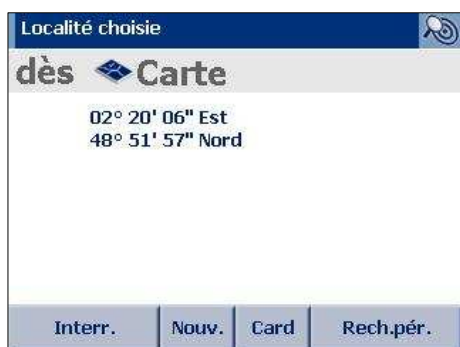 Localité choisie
dès Carte
02° 20' 06" Est
48° 51' 57" Nord
Interr. Nouv. Card Rech.pér.